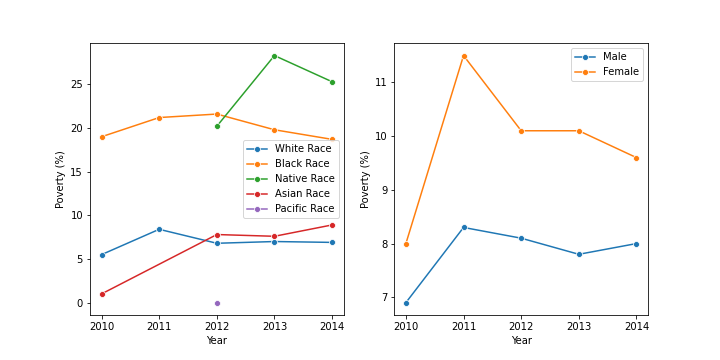 25
20
15
10
5
0
Poverty (%)
2010 2011 2012 2013 2014
Year
White Race
Black Race
Native Race
Asian Race
Pacific Race
11
10
9
8
7
Poverty (%)
2010 2011 2012 2013 2014
Year
Male
Female